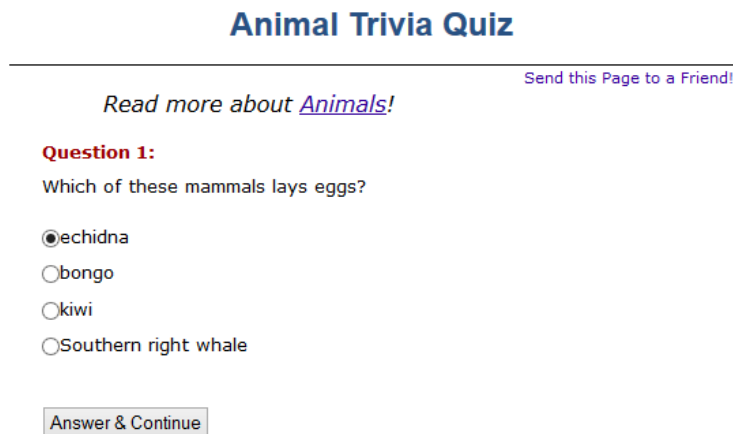 Animal Trivia Quiz
Send this Page to a Friend!
Read more about Animals!
Question 1:
Which of these mammals lays eggs?
echidna
bongo
kiwi
Southern right whale
Answer & Continue